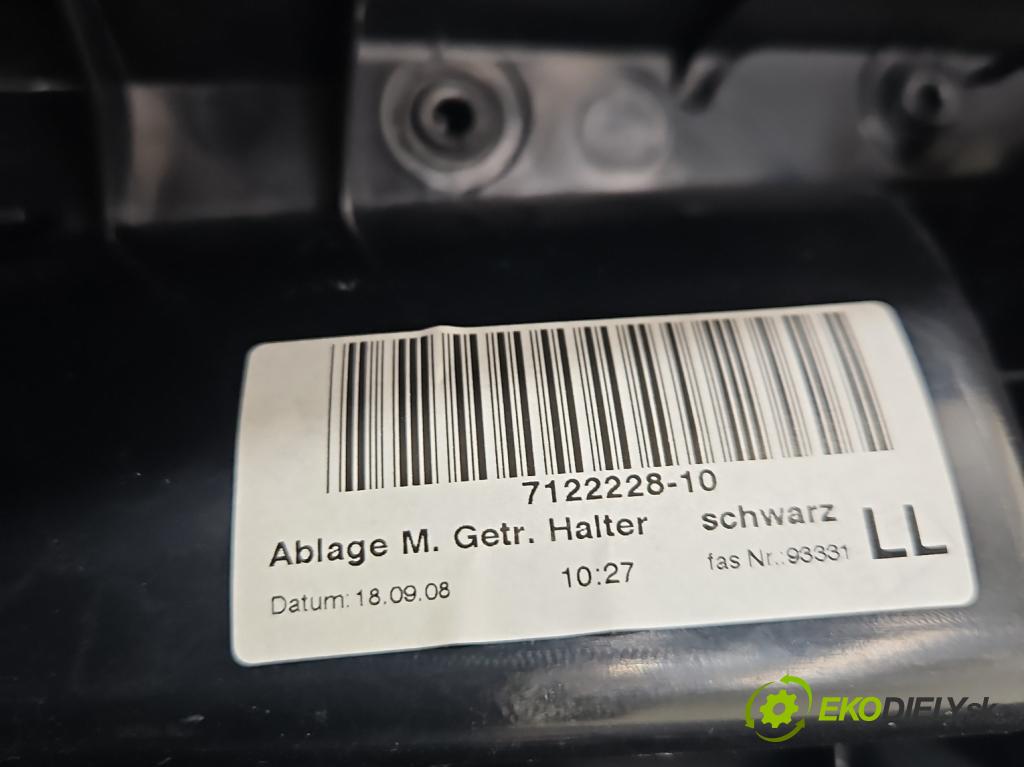 7122228-10
Ablage M. Getr. Halter schwarz LL
Datum: 18.09.08 10:27 fas Nr.:93331
EKODIELY.sk